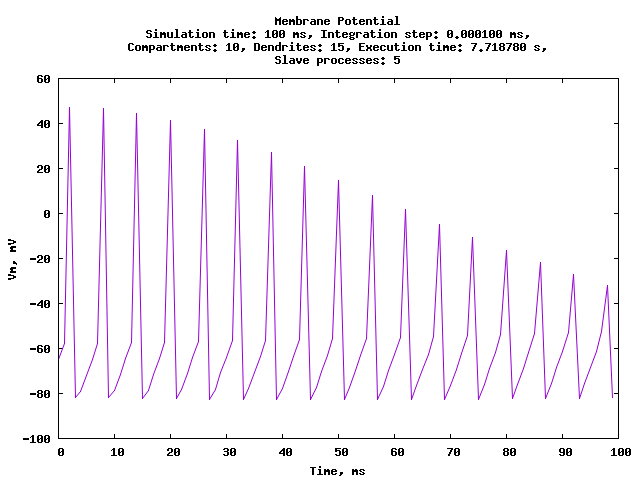 Membrane Potential
Simulation time: 100 ms, Integration step: 0.000100 ms,
Compartments: 10, Dendrites: 15, Execution time: 7.718780 s,
Slave processes: 5
60
40
20
0
-20
-40
-60
-80
-100
Vm, mV
0 10 20 30 40 50 60 70 80 90 100
Time, ms